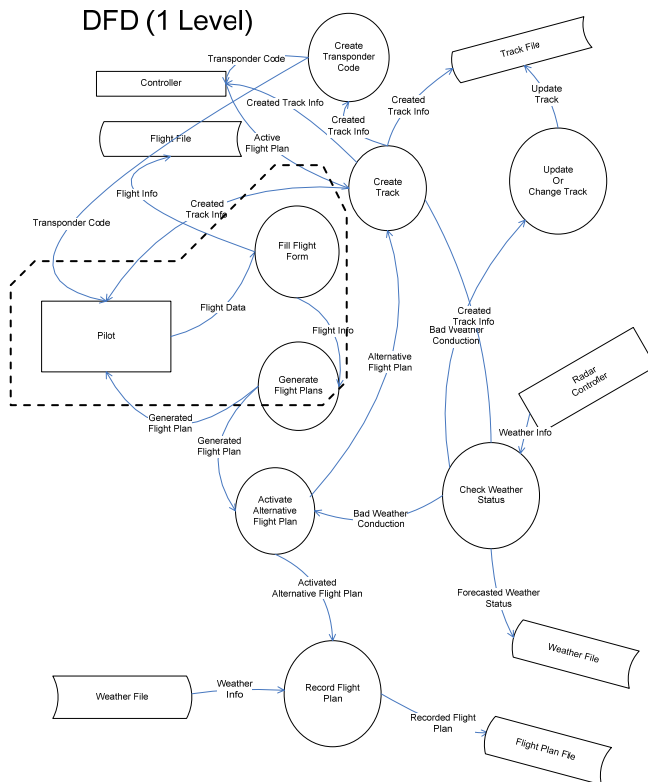 DFD (1 Level)
Create
Transponder
Code
Transponder Code
Track File
Controller
Created Track Info
Created
Track Info
Created
Track Info
Update
Track
Flight File
Active
Flight Plan
Create
Track
Update
Or
Change Track
Flight Info
Created
Track Info
Transponder Code
Fill Flight
Form
Flight Data
Pilot
Created
Track Info
Bad Weather
Conduction
Flight Info
Alternative
Flight Plan
Radar
Controller
Generate
Flight Plans
Generated
Flight Plan
Generated
Flight Plan
Weather Info
Activate
Alternative
Flight Plan
Check Weather
Status
Bad Weather
Conduction
Activated
Alternative Flight Plan
Forecasted Weather
Status
Weather File
Weather File
Weather
Info
Record Flight
Plan
Recorded Flight
Plan
Flight Plan File